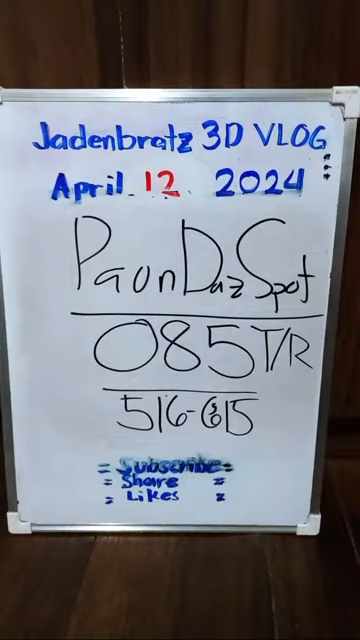 Jadenbratz 3D VLOG
April 12 2024
PaonDazSpot
085T/R
516-615
= Subscribe =
= Share =
= Likes =